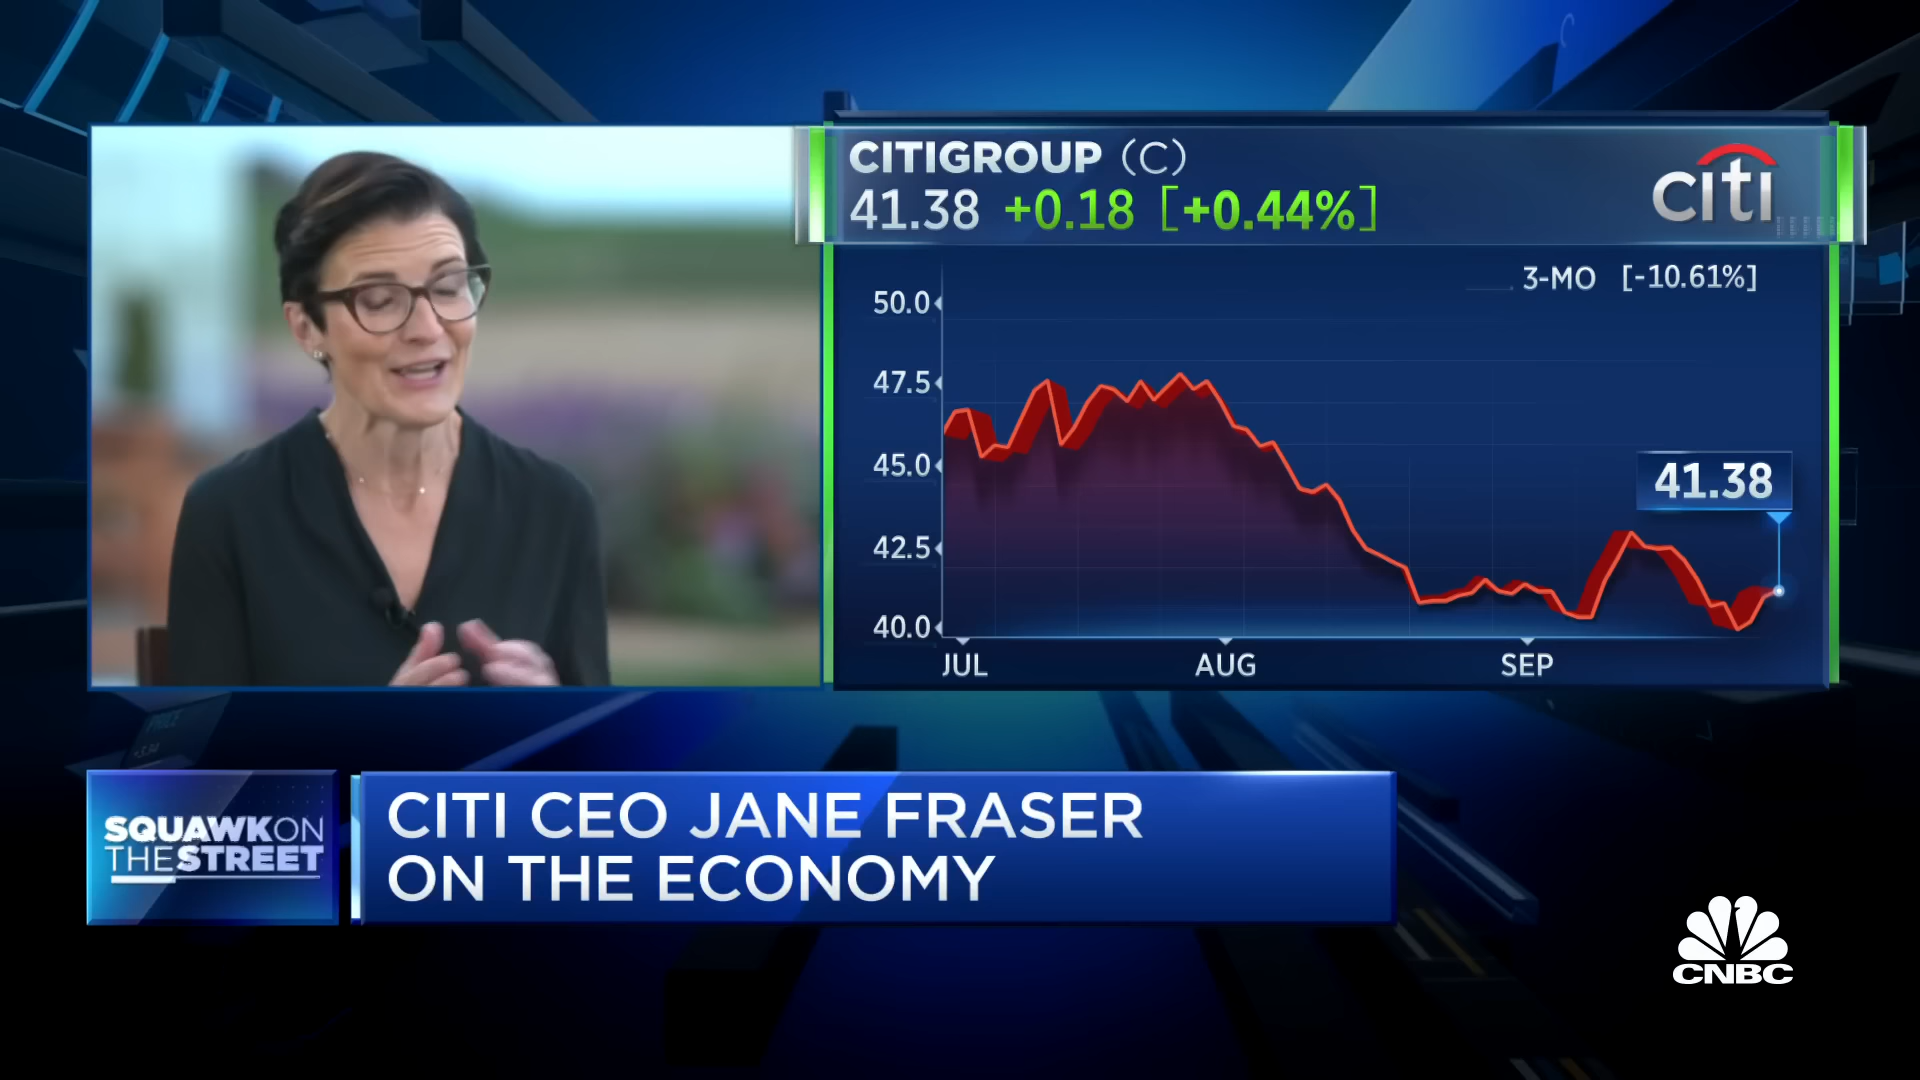 CITIGROUP (C)
41.38 +0.18 [+0.44%]
citi
3-MO [-10.61%]
50.0
47.5
45.0
42.5
40.0
41.38
JUL AUG SEP
PRICE
SQUAWK ON
THE STREET
CITI CEO JANE FRASER
ON THE ECONOMY
CNBC